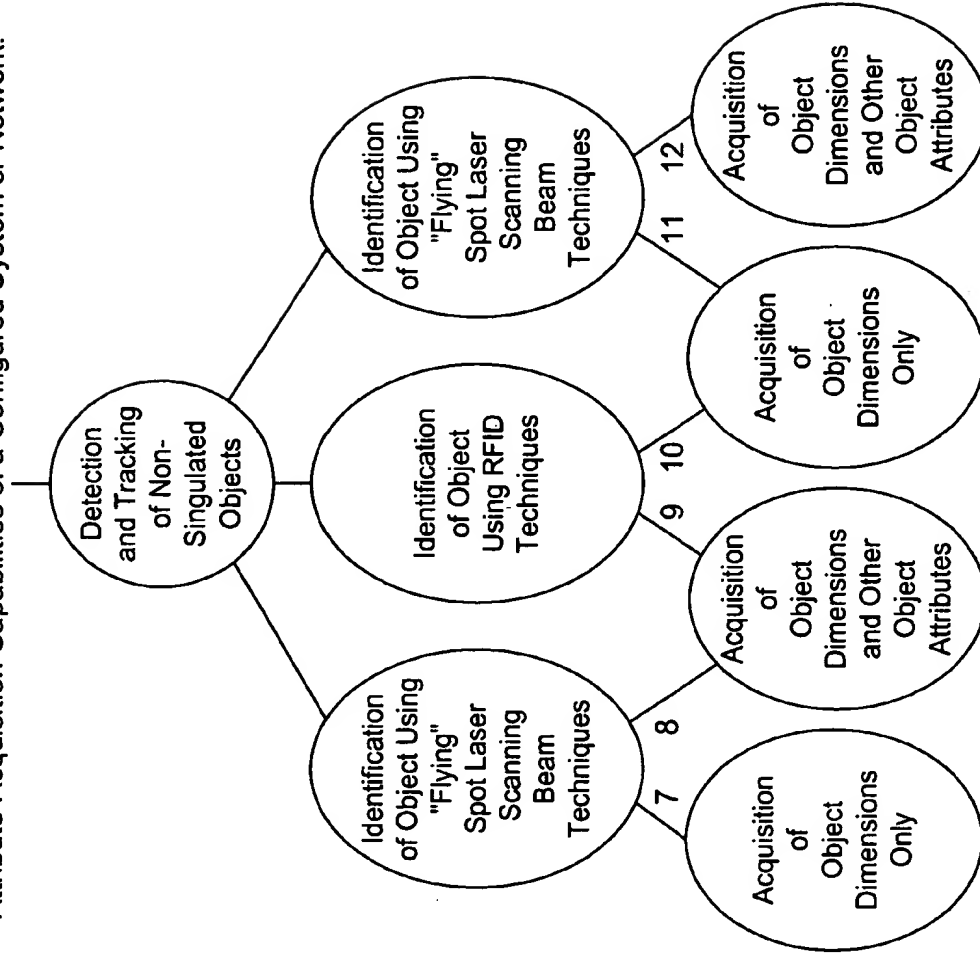 Attribute Acquisition Capabilities of a Configured System or Network:
Detection
and Tracking
of Non-
Singulated
Objects
Identification
of Object Using
"Flying"
Spot Laser
Scanning
Beam
Techniques
Identification
of Object
Using RFID
Techniques
Identification
of Object Using
"Flying"
Spot Laser
Scanning
Beam
Techniques
7
8
9
10
11
12
Acquisition
of
Object
Dimensions
Only
Acquisition
of
Object
Dimensions
and Other
Object
Attributes
Acquisition
of
Object
Dimensions
Only
Acquisition
of
Object
Dimensions
and Other
Object
Attributes